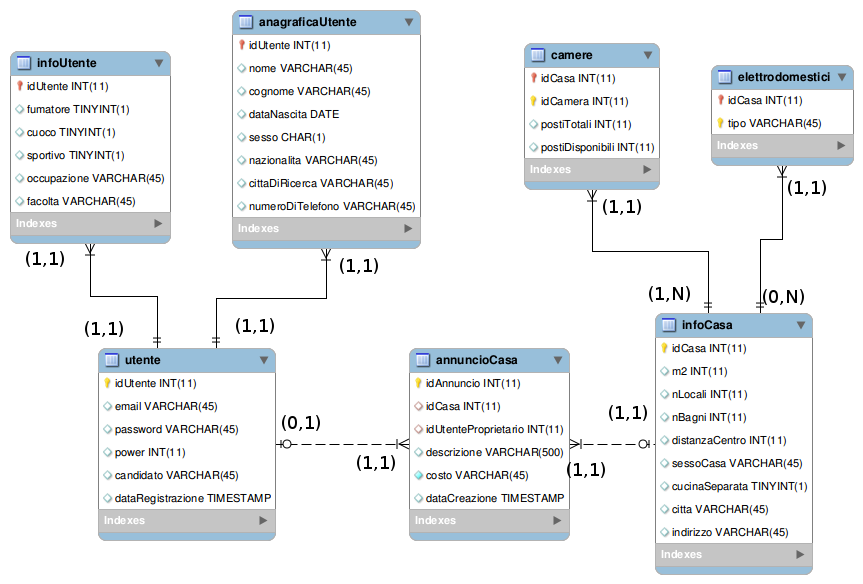 infoUtente
idUtente INT(11)
fumatore TINYINT(1)
cuoco TINYINT(1)
sportivo TINYINT(1)
occupazione VARCHAR(45)
facolta VARCHAR(45)
Indexes
(1,1)
(1,1)
anagraficaUtente
idUtente INT(11)
nome VARCHAR(45)
cognome VARCHAR(45)
dataNascita DATE
sesso CHAR(1)
nazionalita VARCHAR(45)
cittaDiRicerca VARCHAR(45)
numeroDiTelefono VARCHAR(45)
Indexes
(1,1)
(1,1)
camere
idCasa INT(11)
idCamera INT(11)
postiTotali INT(11)
postiDisponibili INT(11)
Indexes
(1,1)
(1,N)
elettrodomestici
idCasa INT(11)
tipo VARCHAR(45)
Indexes
(1,1)
(0,N)
utente
idUtente INT(11)
email VARCHAR(45)
password VARCHAR(45)
power INT(11)
candidato VARCHAR(45)
dataRegistrazione TIMESTAMP
Indexes
(0,1)
(1,1)
annuncioCasa
idAnnuncio INT(11)
idCasa INT(11)
idUtenteProprietario INT(11)
descrizione VARCHAR(500)
costo VARCHAR(45)
dataCreazione TIMESTAMP
Indexes
(1,1)
(1,1)
infoCasa
idCasa INT(11)
m2 INT(11)
nLocali INT(11)
nBagni INT(11)
distanzaCentro INT(11)
sessoCasa VARCHAR(45)
cucinaSeparata TINYINT(1)
citta VARCHAR(45)
indirizzo VARCHAR(45)
Indexes